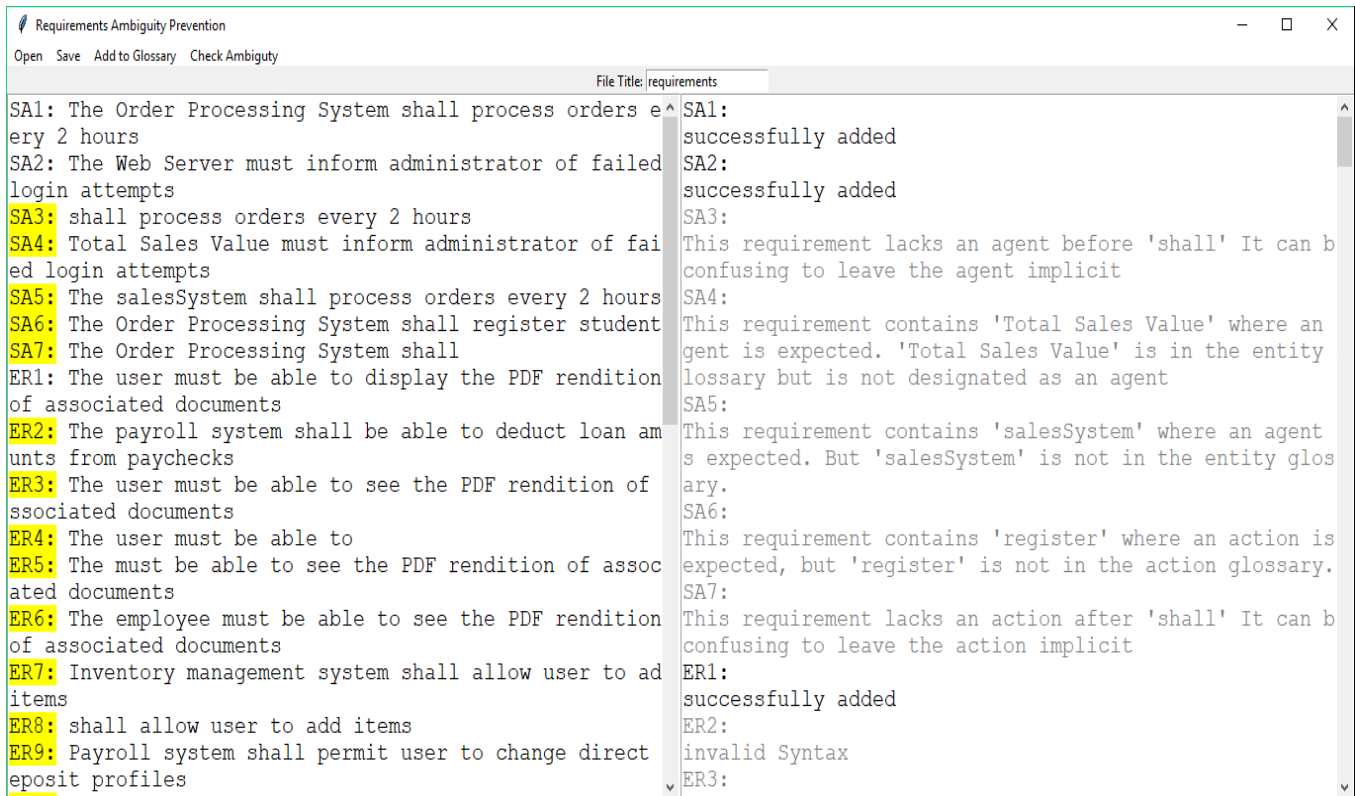 Requirements Ambiguity Prevention
Open Save Add to Glossary Check Ambiguty
File Title: requirements
SA1: The Order Processing System shall process orders e
ery 2 hours
SA2: The Web Server must inform administrator of failed
login attempts
SA3: shall process orders every 2 hours
SA4: Total Sales Value must inform administrator of fai
ed login attempts
SA5: The salesSystem shall process orders every 2 hours
SA6: The Order Processing System shall register student
SA7: The Order Processing System shall
ER1: The user must be able to display the PDF rendition
of associated documents
ER2: The payroll system shall be able to deduct loan am
unts from paychecks
ER3: The user must be able to see the PDF rendition of
ssociated documents
ER4: The user must be able to
ER5: The must be able to see the PDF rendition of assoc
ated documents
ER6: The employee must be able to see the PDF rendition
of associated documents
ER7: Inventory management system shall allow user to ad
items
ER8: shall allow user to add items
ER9: Payroll system shall permit user to change direct
eposit profiles
SA1:
successfully added
SA2:
successfully added
SA3:
This requirement lacks an agent before 'shall' It can b
confusing to leave the agent implicit
SA4:
This requirement contains 'Total Sales Value' where an
gent is expected. 'Total Sales Value' is in the entity
lossary but is not designated as an agent
SA5:
This requirement contains 'salesSystem' where an agent
s expected. But 'salesSystem' is not in the entity glos
ary.
SA6:
This requirement contains 'register' where an action is
expected, but 'register' is not in the action glossary.
SA7:
This requirement lacks an action after 'shall' It can b
confusing to leave the action implicit
ER1:
successfully added
ER2:
invalid Syntax
ER3: